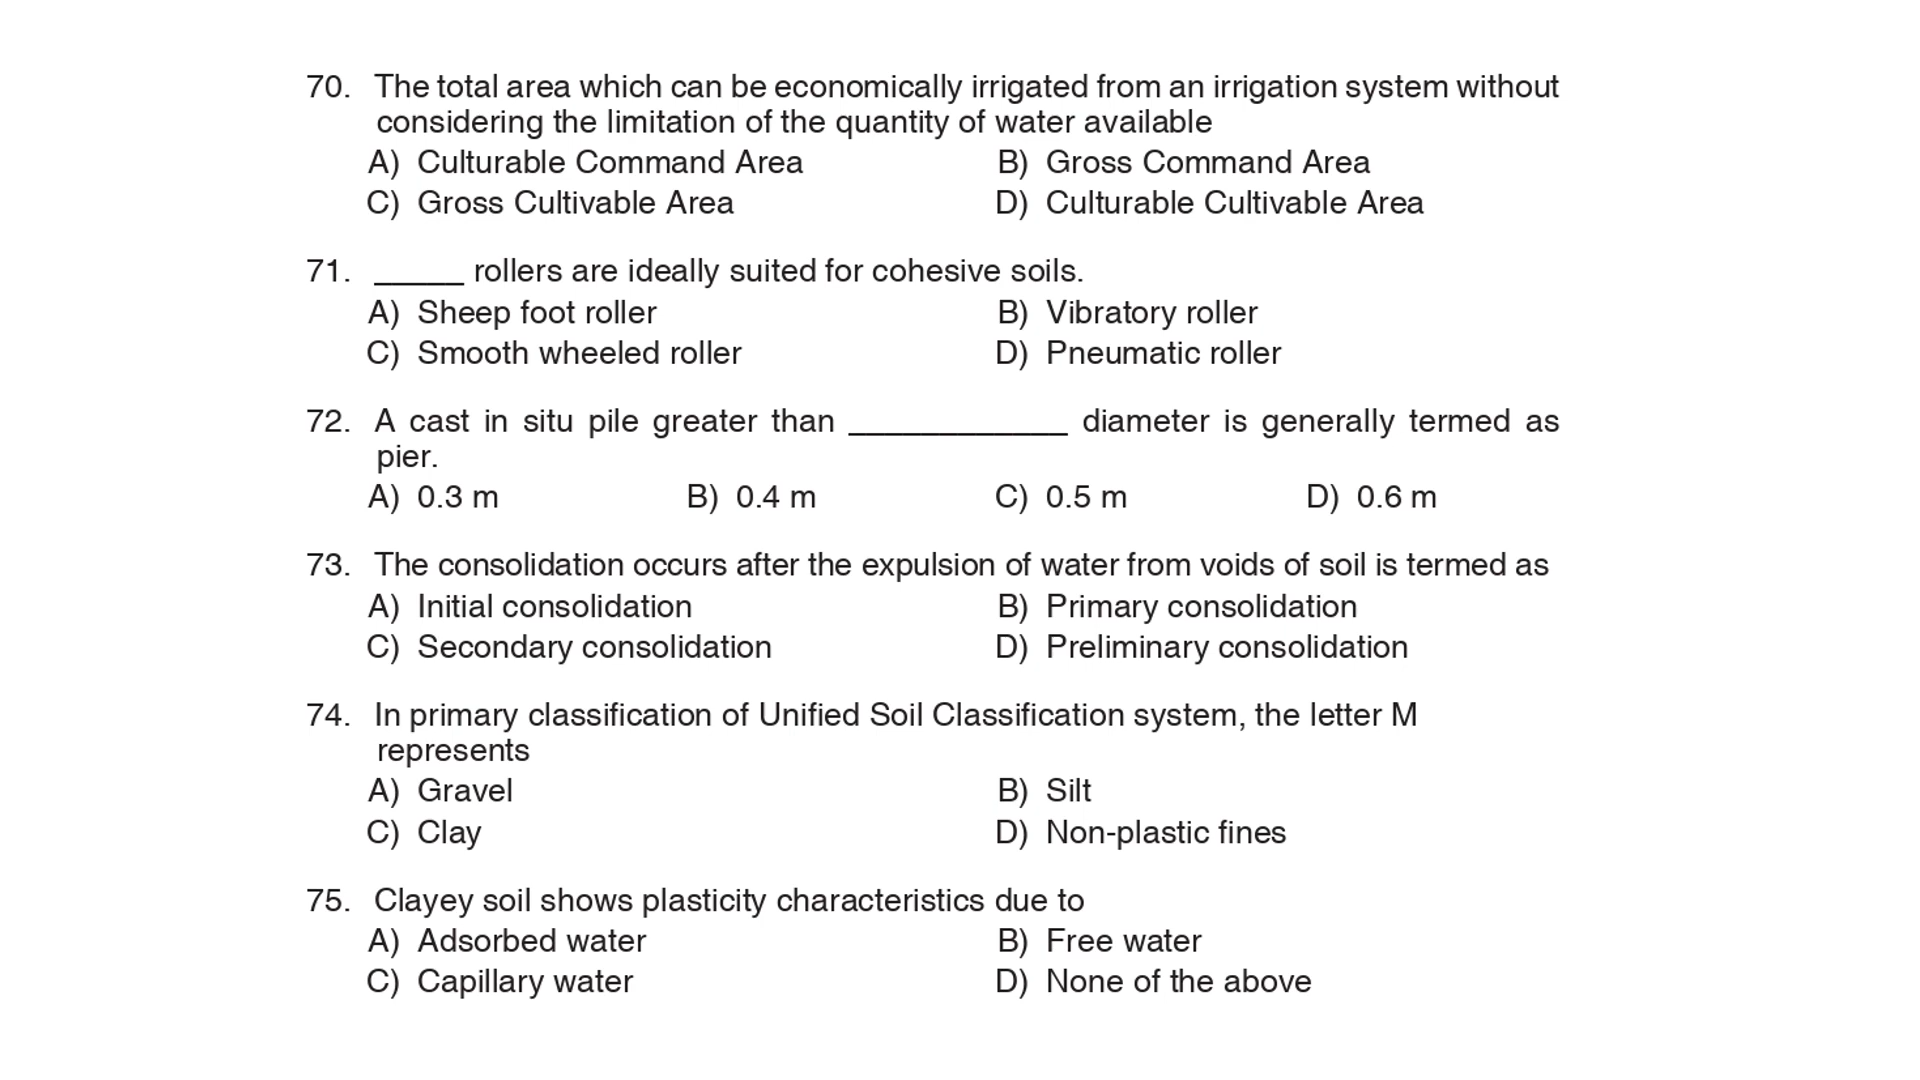 70. The total area which can be economically irrigated from an irrigation system without
considering the limitation of the quantity of water available
A) Culturable Command Area B) Gross Command Area
C) Gross Cultivable Area D) Culturable Cultivable Area
71. _____ rollers are ideally suited for cohesive soils.
A) Sheep foot roller B) Vibratory roller
C) Smooth wheeled roller D) Pneumatic roller
72. A cast in situ pile greater than ____________ diameter is generally termed as
pier.
A) 0.3 m B) 0.4 m C) 0.5 m D) 0.6 m
73. The consolidation occurs after the expulsion of water from voids of soil is termed as
A) Initial consolidation B) Primary consolidation
C) Secondary consolidation D) Preliminary consolidation
74. In primary classification of Unified Soil Classification system, the letter M
represents
A) Gravel B) Silt
C) Clay D) Non-plastic fines
75. Clayey soil shows plasticity characteristics due to
A) Adsorbed water B) Free water
C) Capillary water D) None of the above